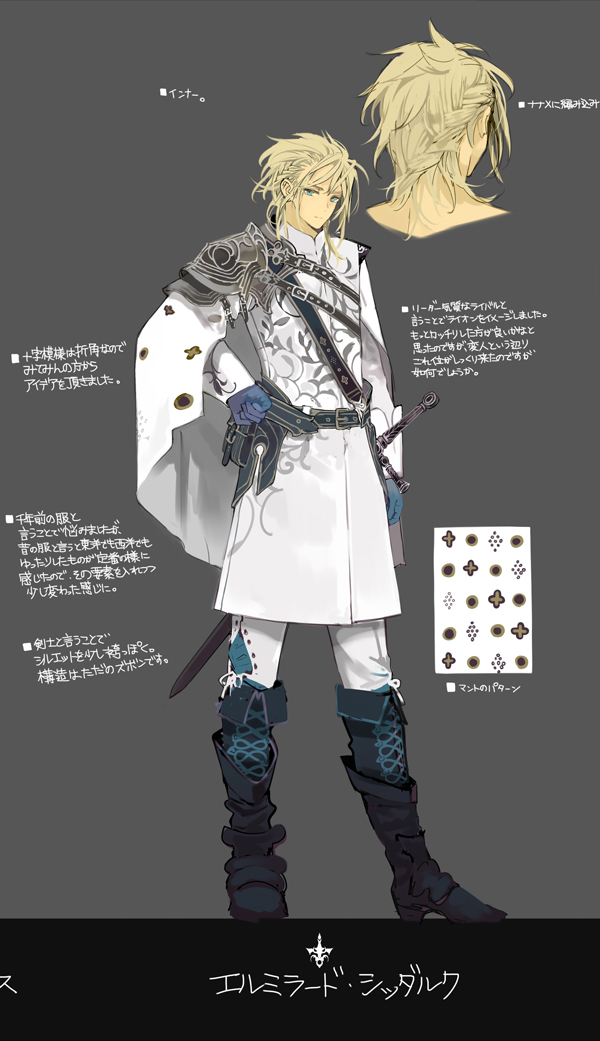 ■インナー。
■ナナメに編み込み
■リーダー気質なライバルと
言うことでライオンをイメージしました。
もっとカッチリした方が良いかなと
思ったのですが、変人という辺り
これくらいがしっくり来たのですが
如何でしょうか。
■十字模様は折角なので
みてみんの方から
アイデアを頂きました。
■千年前の服と
言うことで悩みましたが、
昔の服と言うと東洋でも西洋でも
ゆったりしたものが定番の様に
感じたので、その要素を入れつつ
少し変わった感じに。
■剣士と言うことで
シルエットを少し袴っぽく。
構造はただのズボンです。
■マントのパターン
ス
エルミラード・シッダルク